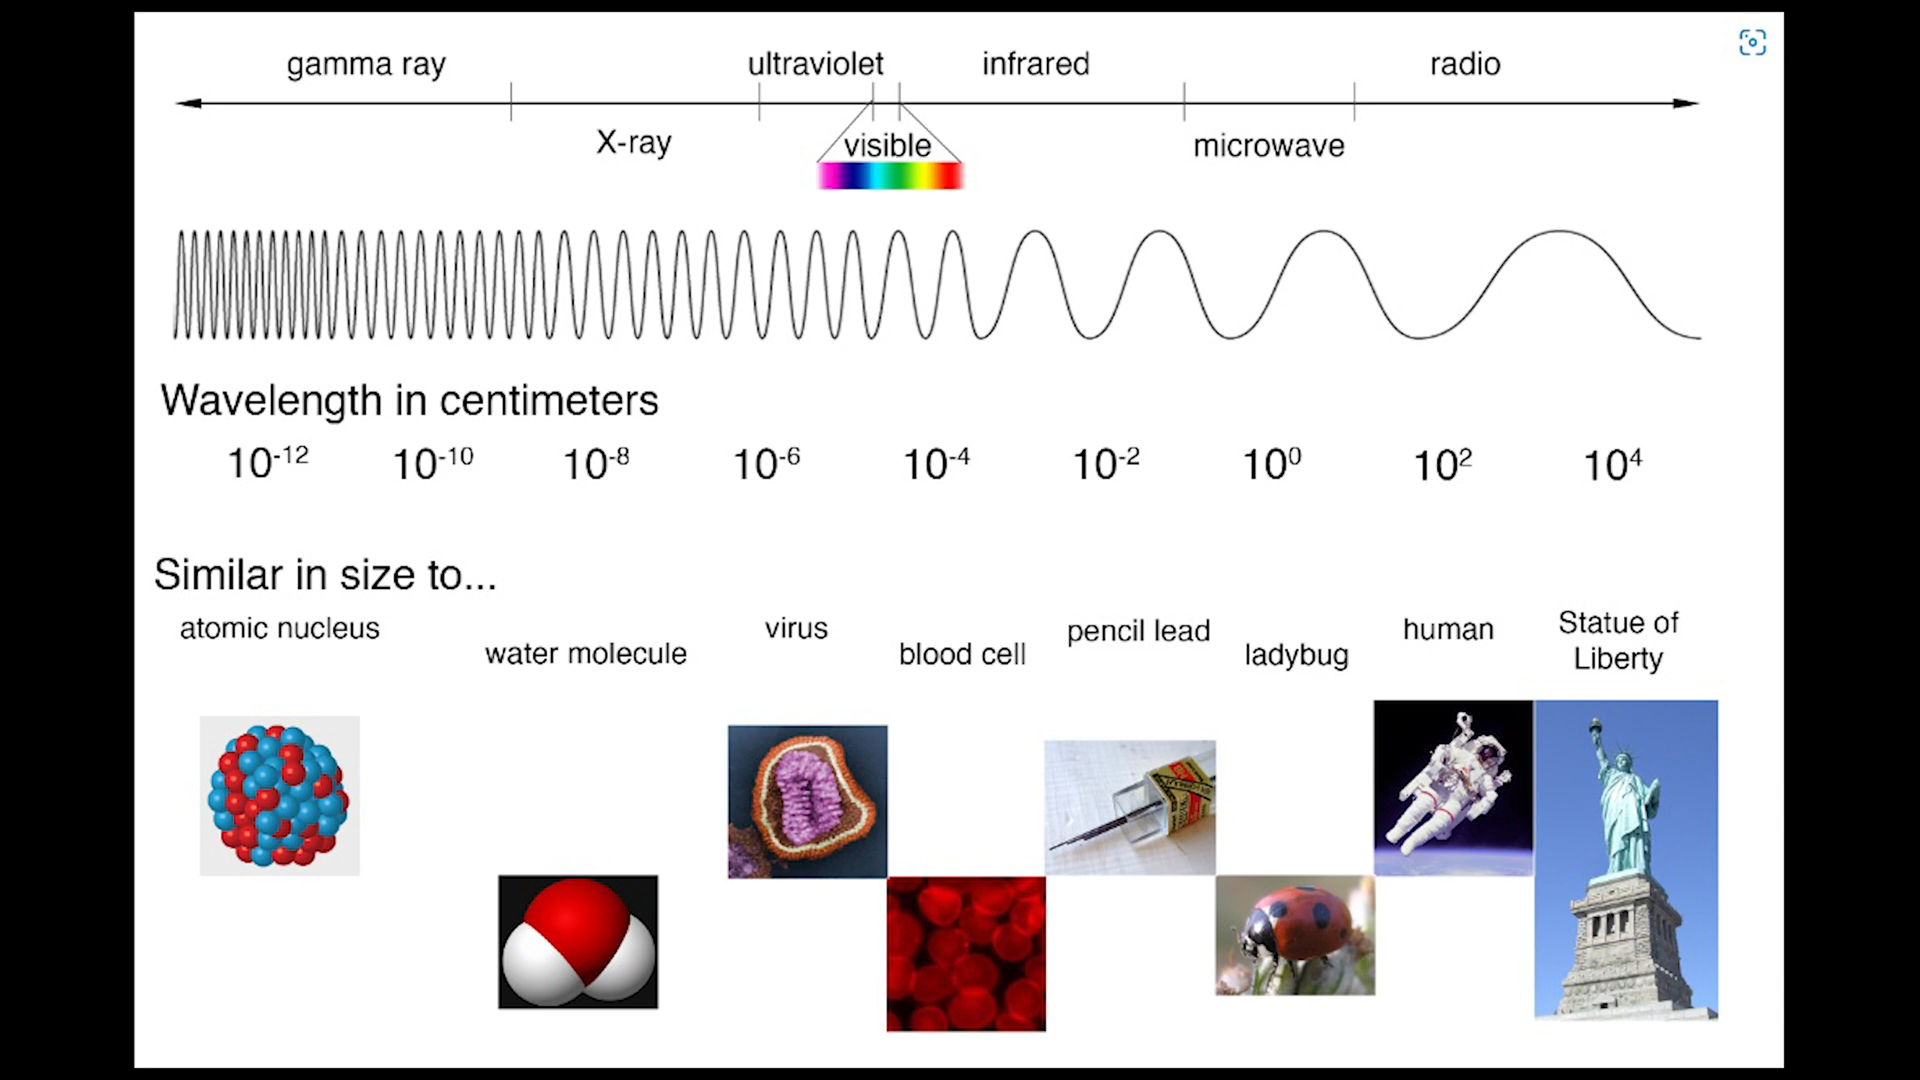 gamma ray
ultraviolet
infrared
radio
X-ray
visible
microwave
Wavelength in centimeters
10⁻¹² 10⁻¹⁰ 10⁻⁸ 10⁻⁶ 10⁻⁴ 10⁻² 10⁰ 10² 10⁴
Similar in size to...
atomic nucleus
water molecule
virus
blood cell
pencil lead
ladybug
human
Statue of
Liberty